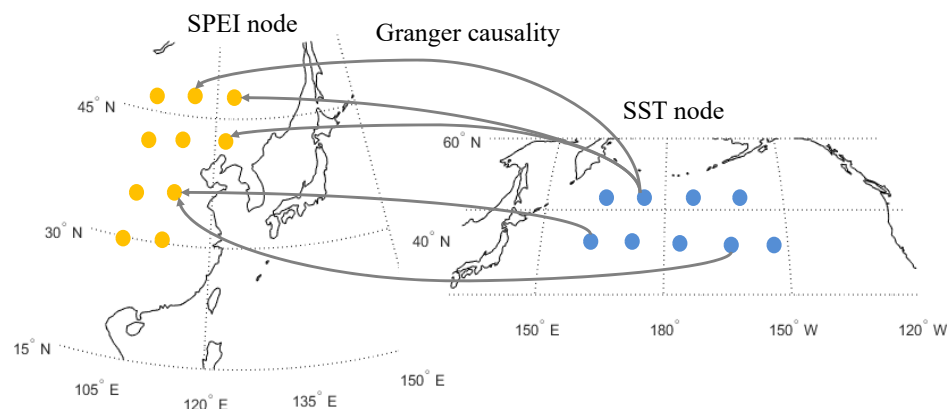 SPEI node
Granger causality
SST node
45° N
60° N
30° N
40° N
15° N
105° E
120° E
135° E
150° E
150° E
180°
150° W
120° W